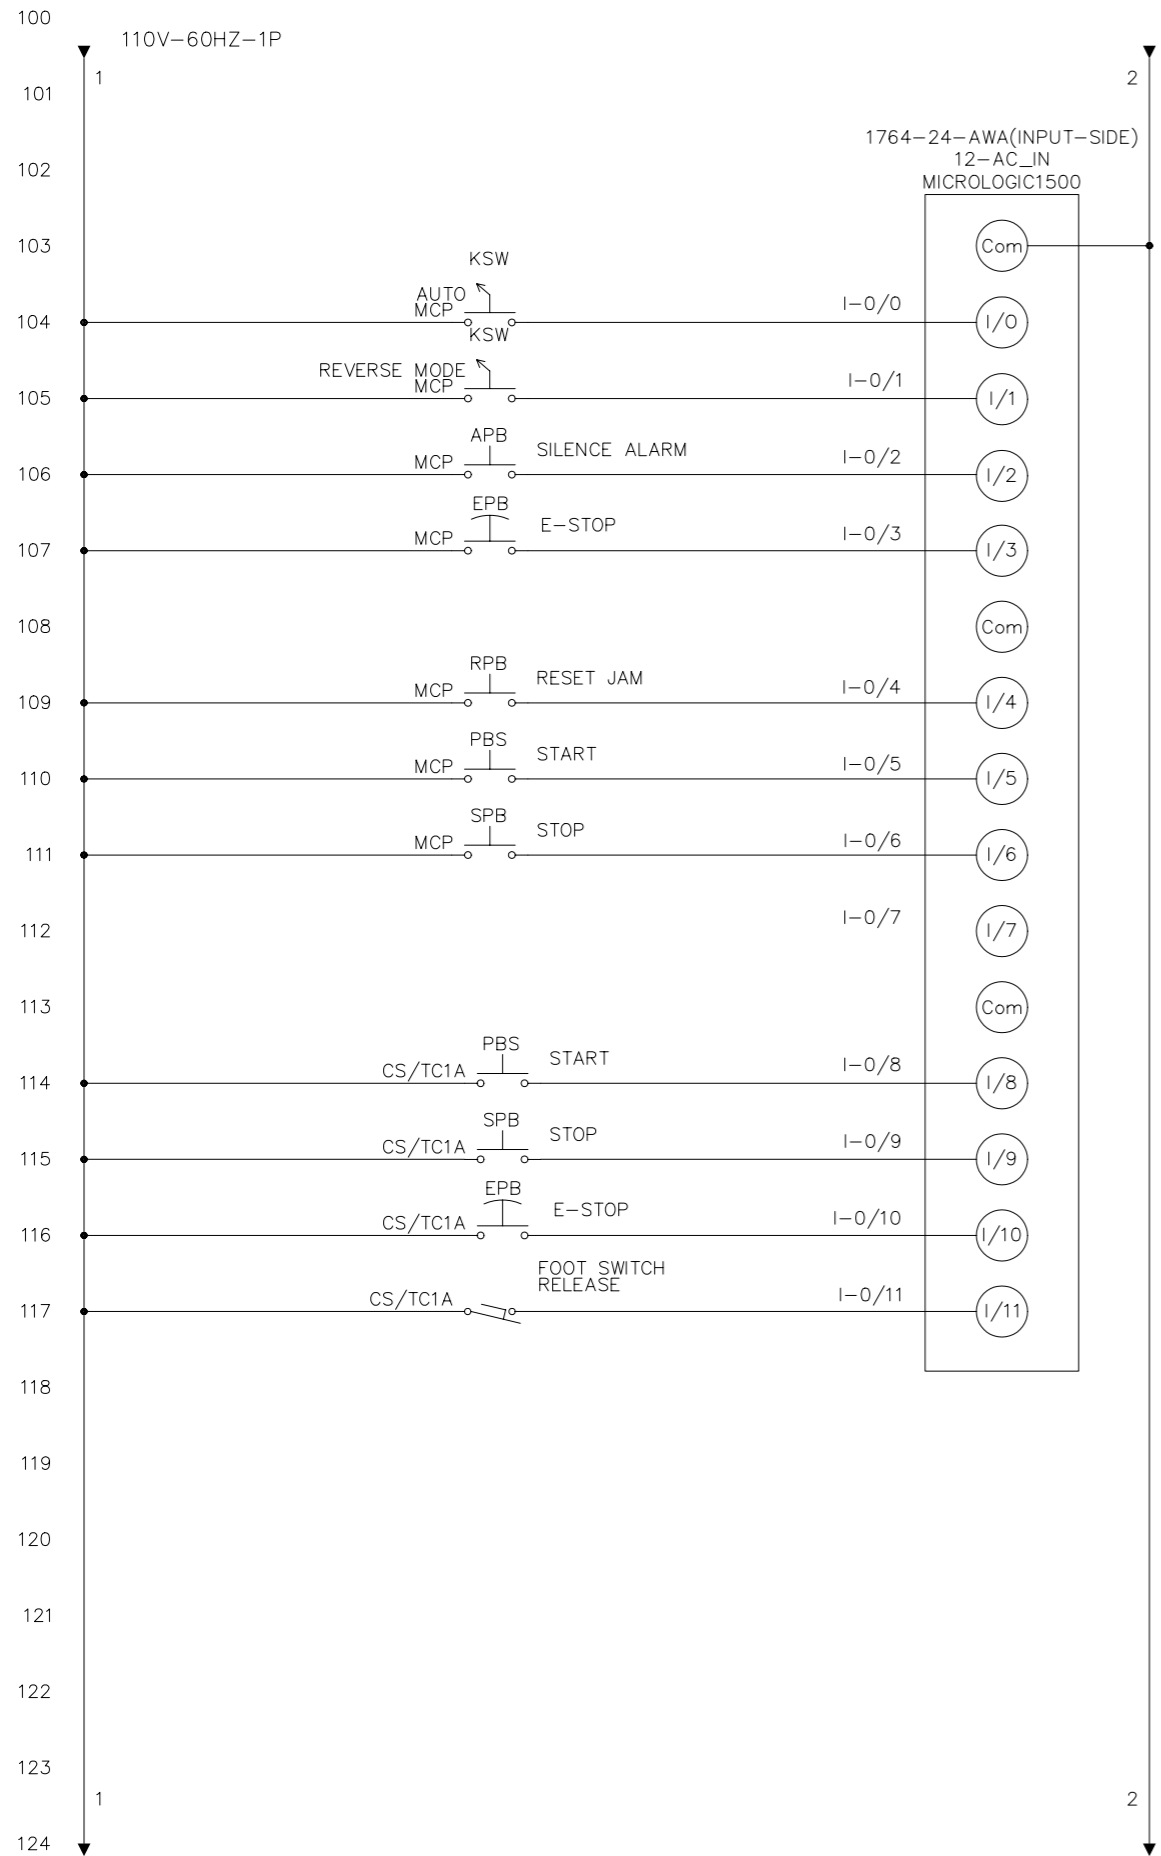 100
110V-60HZ-1P
1
2
101
1764-24-AWA(INPUT-SIDE)
102
12-AC_IN
MICROLOGIC1500
103
Com
KSW
AUTO
MCP
I-0/0
104
I/0
KSW
REVERSE MODE
MCP
I-0/1
105
I/1
APB
SILENCE ALARM
MCP
I-0/2
106
I/2
EPB
E-STOP
MCP
I-0/3
107
I/3
108
Com
RPB
RESET JAM
MCP
I-0/4
109
I/4
PBS
START
MCP
I-0/5
110
I/5
SPB
STOP
MCP
I-0/6
111
I/6
I-0/7
112
I/7
113
Com
PBS
START
CS/TC1A
I-0/8
114
I/8
SPB
STOP
CS/TC1A
I-0/9
115
I/9
EPB
E-STOP
CS/TC1A
I-0/10
116
I/10
FOOT SWITCH
RELEASE
CS/TC1A
I-0/11
117
I/11
118
119
120
121
122
123
1
2
124